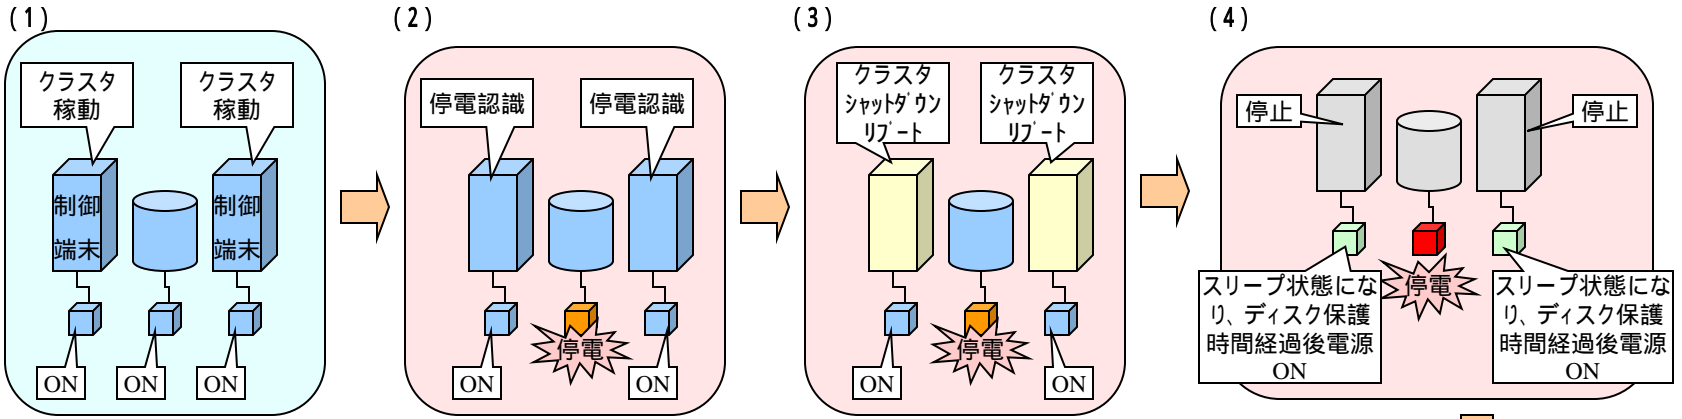 (1)
クラスタ
稼動
クラスタ
稼動
制御
端末
制御
端末
ON
ON
ON
(2)
停電認識
停電認識
停電
ON
ON
(3)
クラスタ
ｼｬｯﾄﾀﾞｳﾝ
ﾘﾌﾞｰﾄ
クラスタ
ｼｬｯﾄﾀﾞｳﾝ
ﾘﾌﾞｰﾄ
停電
ON
ON
(4)
停止
停止
停電
スリープ状態にな
り、ディスク保護
時間経過後電源
ON
スリープ状態にな
り、ディスク保護
時間経過後電源
ON